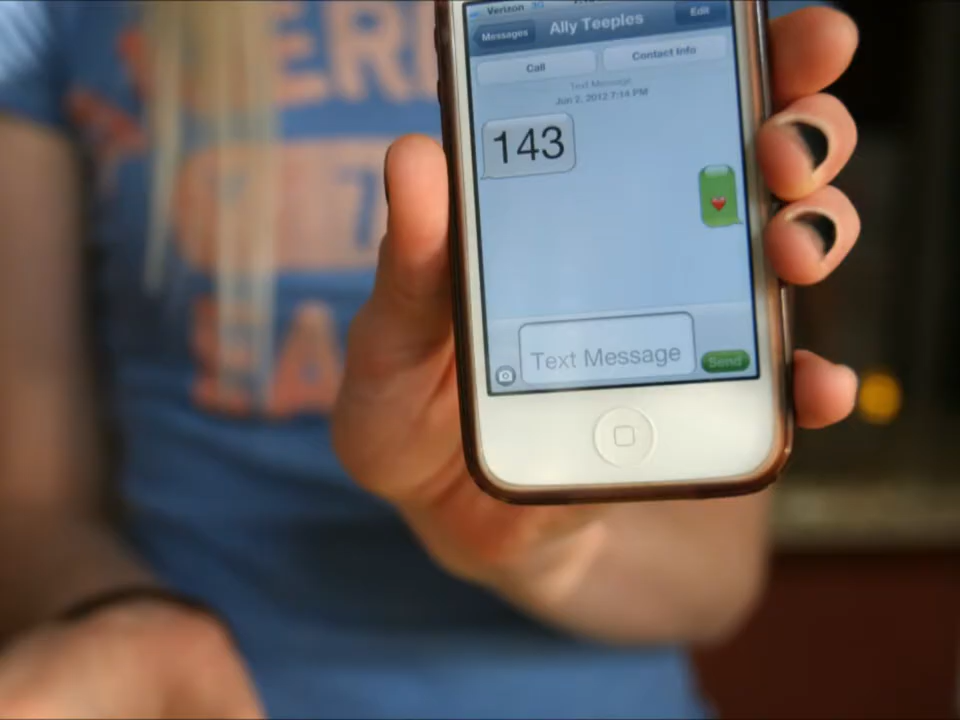 Verizon 3G
Messages Ally Teeples Edit
Call Contact Info
Text Message
Jun 2, 2012 7:14 PM
143
❤
Text Message Send